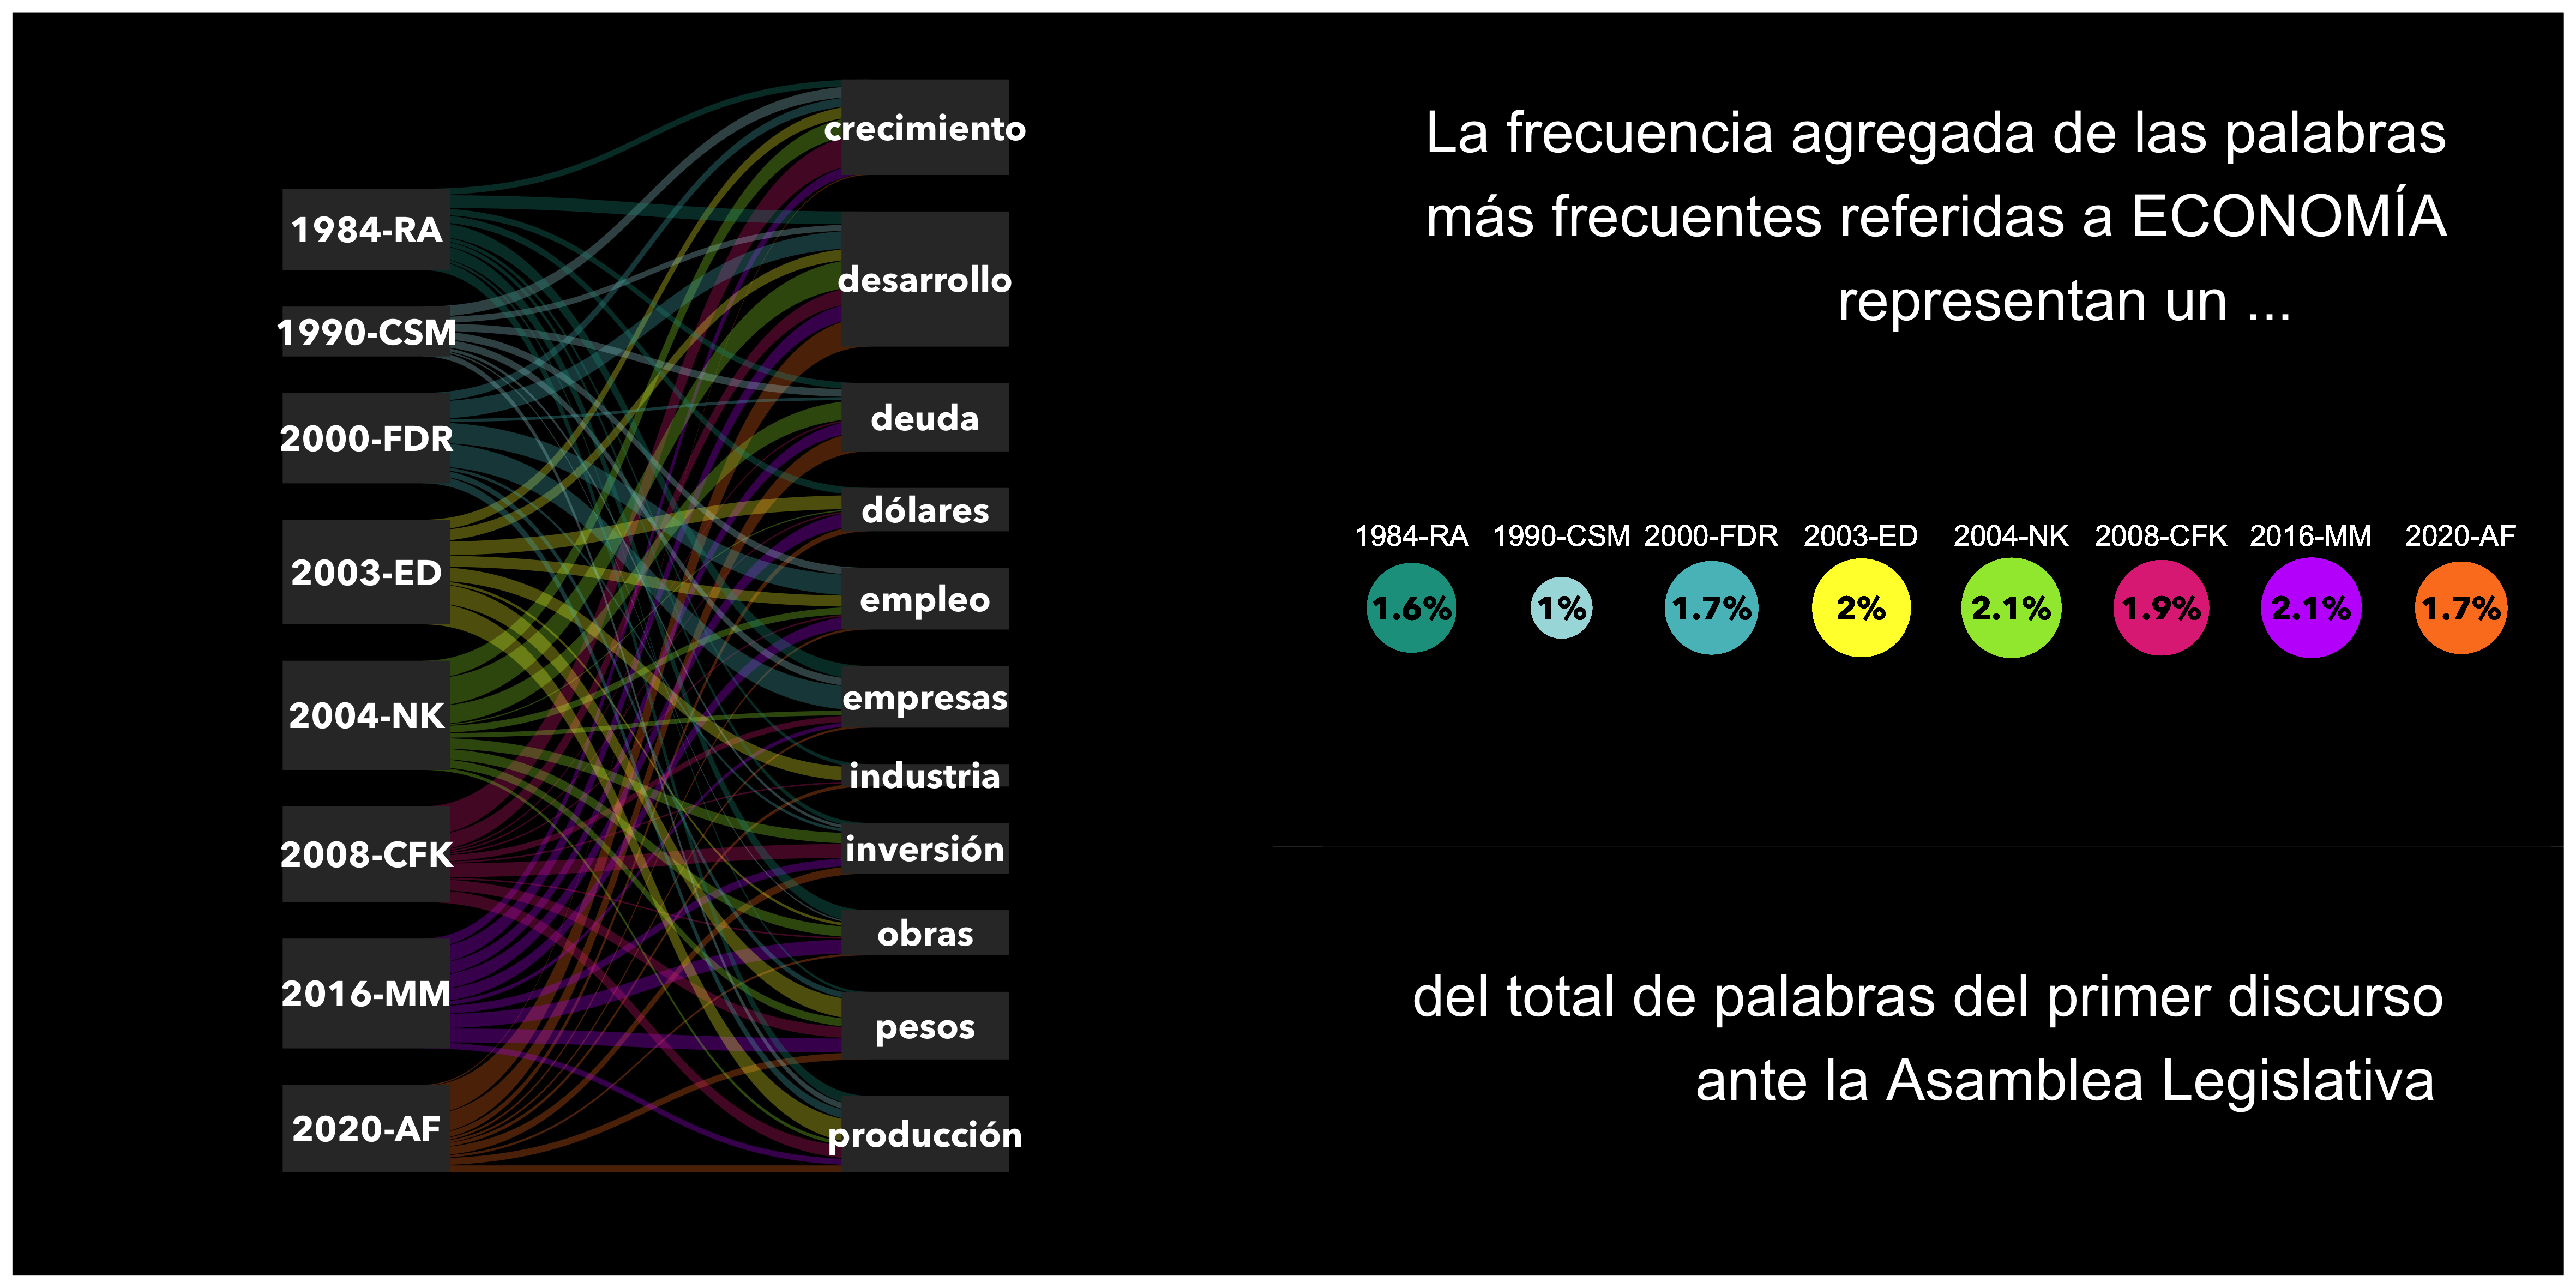 1984-RA
1990-CSM
2000-FDR
2003-ED
2004-NK
2008-CFK
2016-MM
2020-AF
crecimiento
desarrollo
deuda
dólares
empleo
empresas
industria
inversión
obras
pesos
producción
La frecuencia agregada de las palabras
más frecuentes referidas a ECONOMÍA
representan un ...
1984-RA 1990-CSM 2000-FDR 2003-ED 2004-NK 2008-CFK 2016-MM 2020-AF
1.6% 1% 1.7% 2% 2.1% 1.9% 2.1% 1.7%
del total de palabras del primer discurso
ante la Asamblea Legislativa